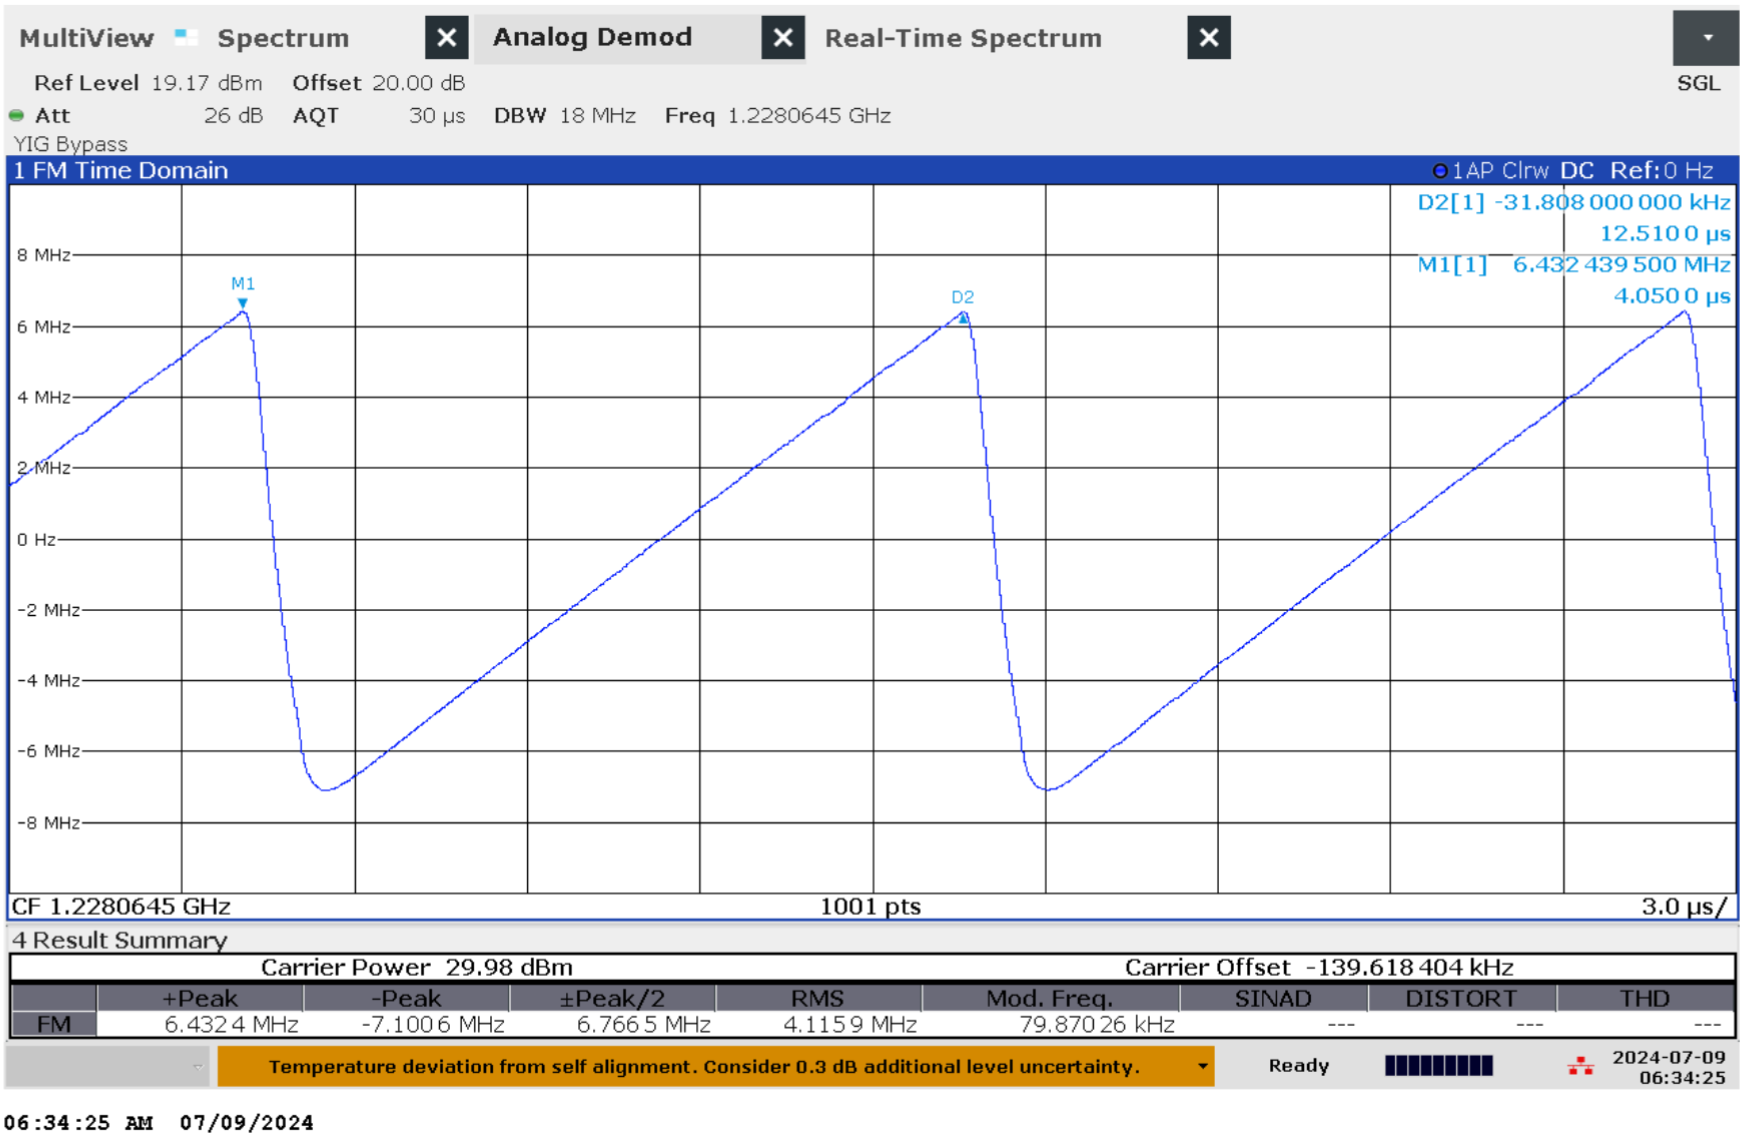 MultiView Spectrum Analog Demod Real-Time Spectrum
Ref Level 19.17 dBm Offset 20.00 dB SGL
Att 26 dB AQT 30 µs DBW 18 MHz Freq 1.2280645 GHz
YIG Bypass
1 FM Time Domain 1AP Clrw DC Ref:0 Hz
D2[1] -31.808 000 000 kHz
12.510 0 µs
8 MHz
M1[1] 6.432 439 500 MHz
M1
4.050 0 µs
D2
6 MHz
4 MHz
2 MHz
0 Hz
-2 MHz
-4 MHz
-6 MHz
-8 MHz
CF 1.2280645 GHz 1001 pts 3.0 µs/
4 Result Summary
Carrier Power 29.98 dBm Carrier Offset -139.618 404 kHz
+Peak -Peak ±Peak/2 RMS Mod. Freq. SINAD DISTORT THD
FM 6.432 4 MHz -7.100 6 MHz 6.766 5 MHz 4.115 9 MHz 79.870 26 kHz --- --- ---
Temperature deviation from self alignment. Consider 0.3 dB additional level uncertainty. Ready 2024-07-09
06:34:25
06:34:25 AM 07/09/2024